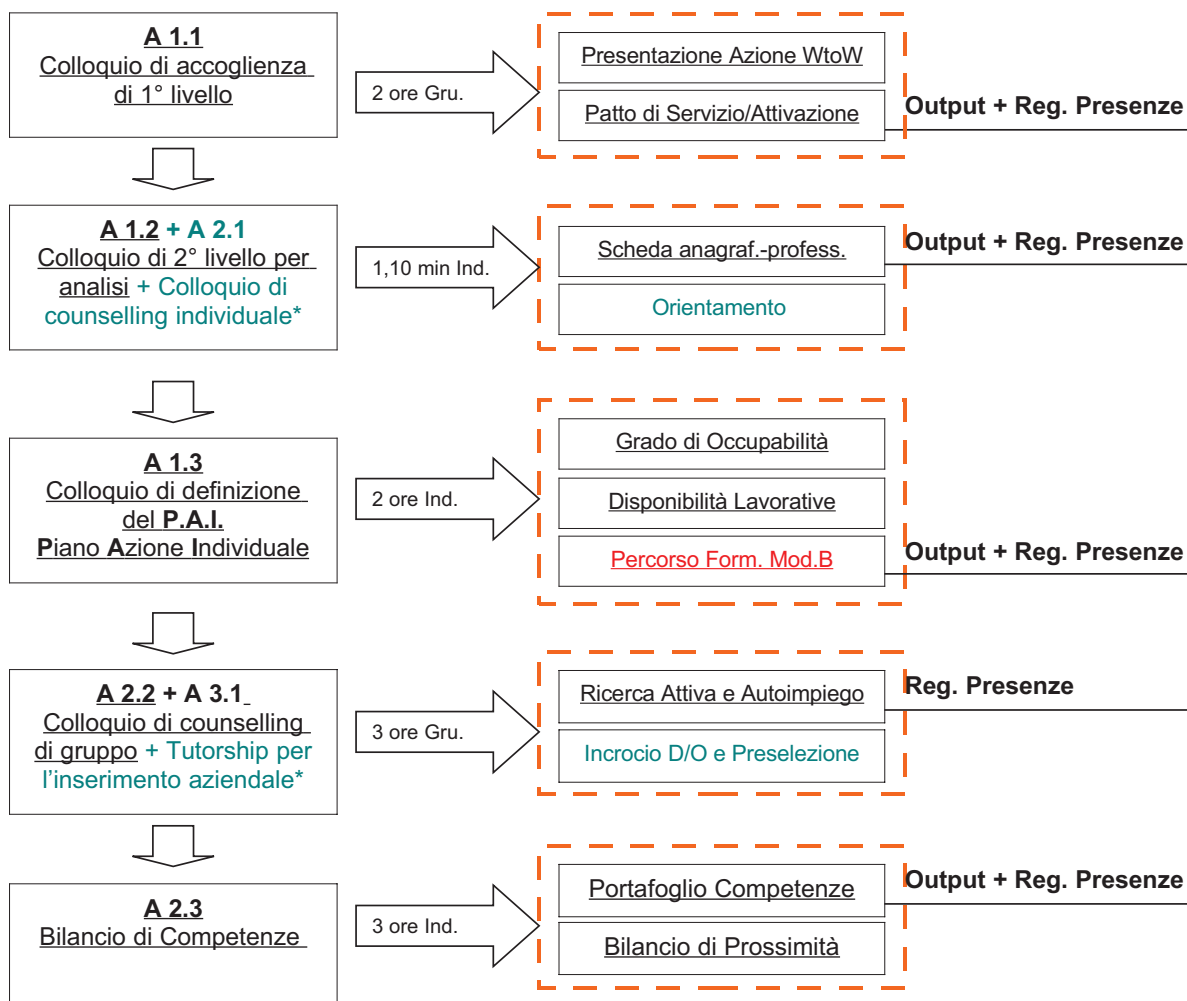 A 1.1
Colloquio di accoglienza
di 1° livello
2 ore Gru.
Presentazione Azione WtoW
Patto di Servizio/Attivazione
Output + Reg. Presenze
A 1.2 + A 2.1
Colloquio di 2° livello per
analisi + Colloquio di
counselling individuale*
1,10 min Ind.
Scheda anagraf.-profess.
Orientamento
Output + Reg. Presenze
A 1.3
Colloquio di definizione
del P.A.I.
Piano Azione Individuale
2 ore Ind.
Grado di Occupabilità
Disponibilità Lavorative
Percorso Form. Mod.B
Output + Reg. Presenze
A 2.2 + A 3.1
Colloquio di counselling
di gruppo + Tutorship per
l'inserimento aziendale*
3 ore Gru.
Ricerca Attiva e Autoimpiego
Incrocio D/O e Preselezione
Reg. Presenze
A 2.3
Bilancio di Competenze
3 ore Ind.
Portafoglio Competenze
Bilancio di Prossimità
Output + Reg. Presenze